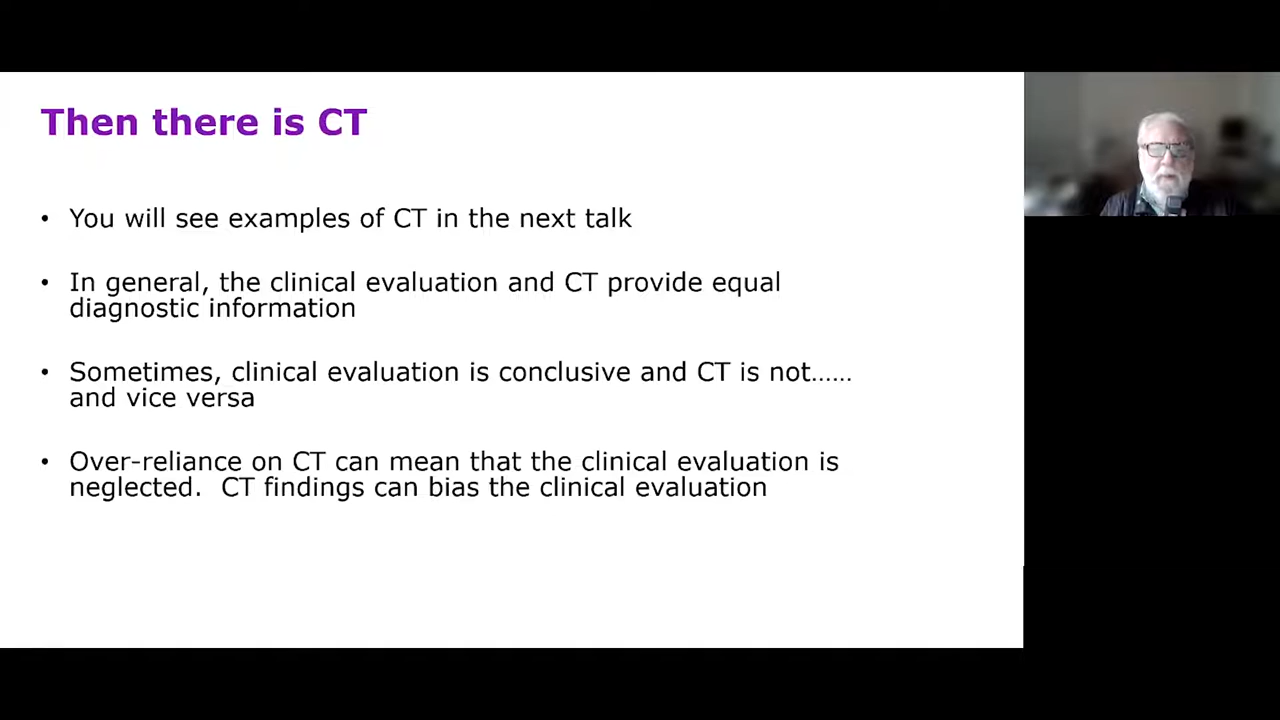 Then there is CT
• You will see examples of CT in the next talk
• In general, the clinical evaluation and CT provide equal
diagnostic information
• Sometimes, clinical evaluation is conclusive and CT is not......
and vice versa
• Over-reliance on CT can mean that the clinical evaluation is
neglected.  CT findings can bias the clinical evaluation